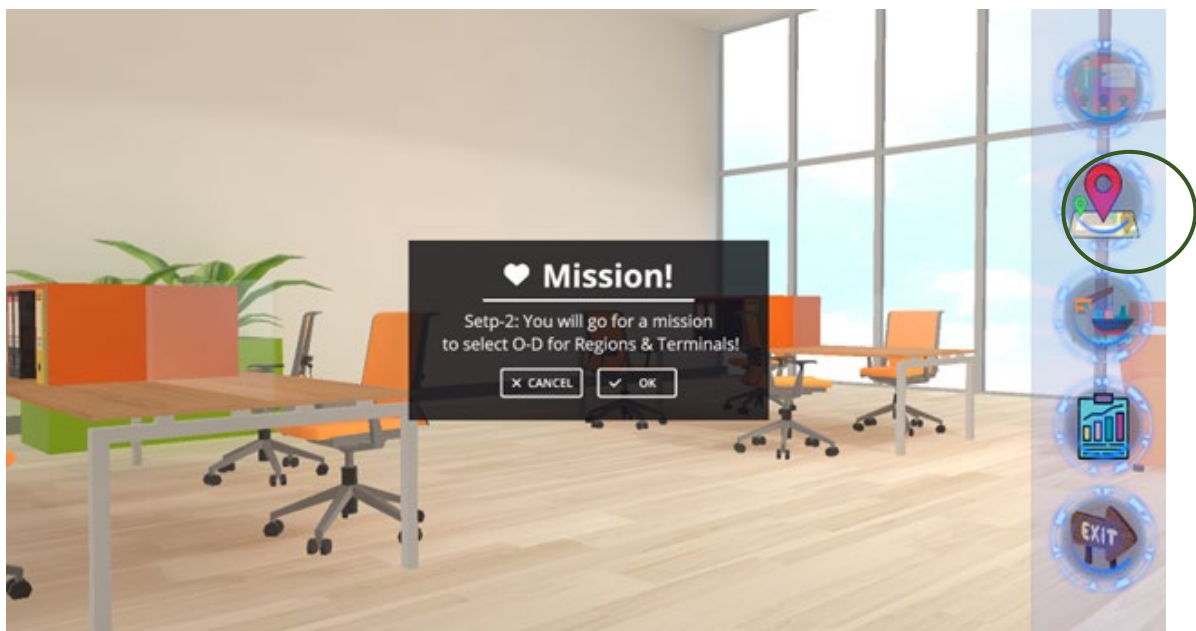 Mission!
Setp-2: You will go for a mission
to select O-D for Regions & Terminals!
CANCEL
OK
EXIT